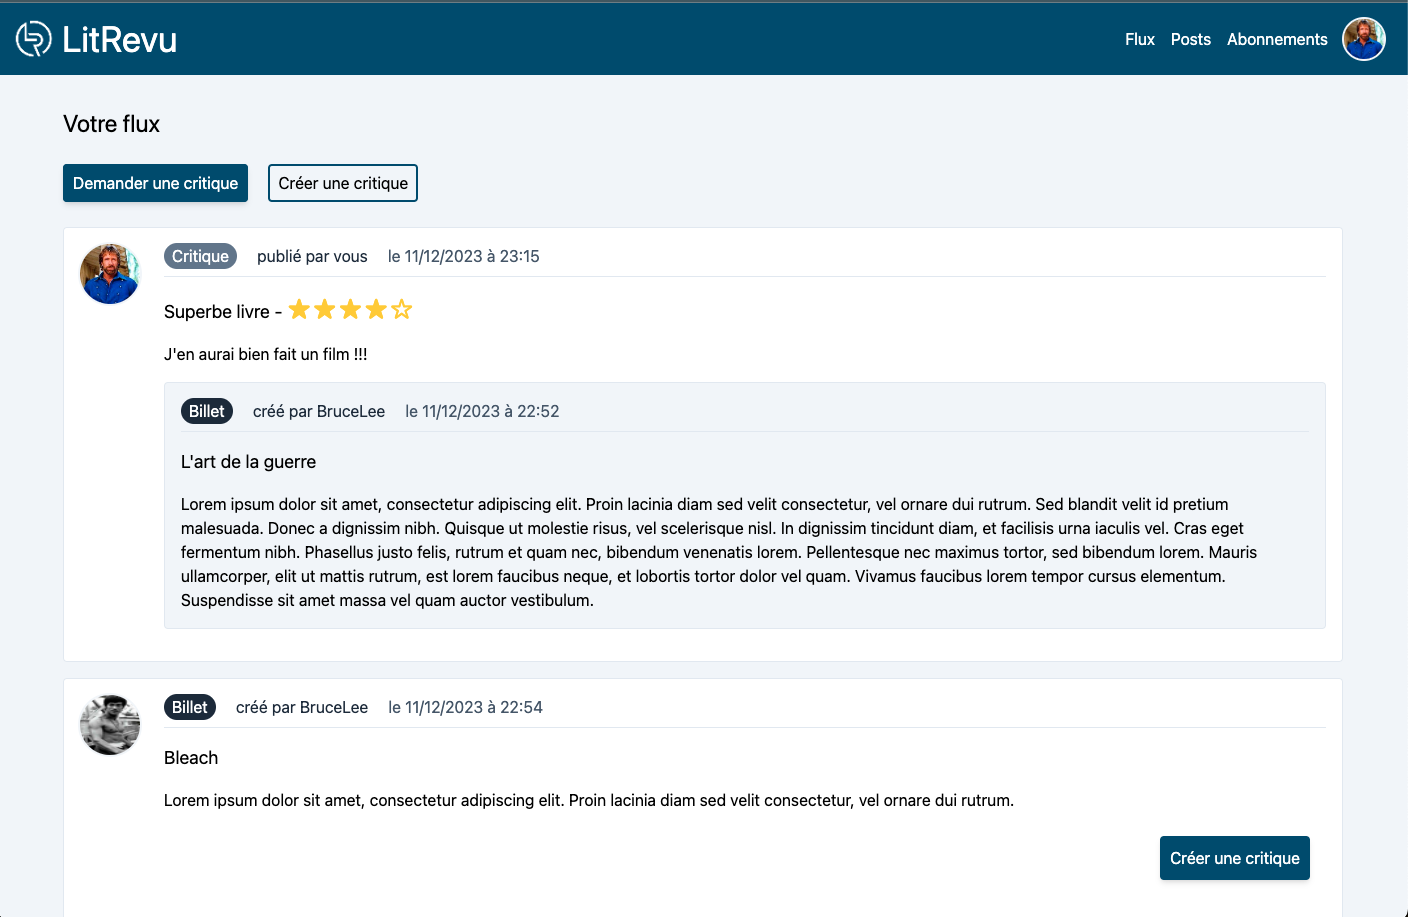 LitRevu
Flux Posts Abonnements
Votre flux
Demander une critique Créer une critique
Critique publié par vous le 11/12/2023 à 23:15
Superbe livre -
J'en aurai bien fait un film !!!
Billet créé par BruceLee le 11/12/2023 à 22:52
L'art de la guerre
Lorem ipsum dolor sit amet, consectetur adipiscing elit. Proin lacinia diam sed velit consectetur, vel ornare dui rutrum. Sed blandit velit id pretium
malesuada. Donec a dignissim nibh. Quisque ut molestie risus, vel scelerisque nisl. In dignissim tincidunt diam, et facilisis urna iaculis vel. Cras eget
fermentum nibh. Phasellus justo felis, rutrum et quam nec, bibendum venenatis lorem. Pellentesque nec maximus tortor, sed bibendum lorem. Mauris
ullamcorper, elit ut mattis rutrum, est lorem faucibus neque, et lobortis tortor dolor vel quam. Vivamus faucibus lorem tempor cursus elementum.
Suspendisse sit amet massa vel quam auctor vestibulum.
Billet créé par BruceLee le 11/12/2023 à 22:54
Bleach
Lorem ipsum dolor sit amet, consectetur adipiscing elit. Proin lacinia diam sed velit consectetur, vel ornare dui rutrum.
Créer une critique